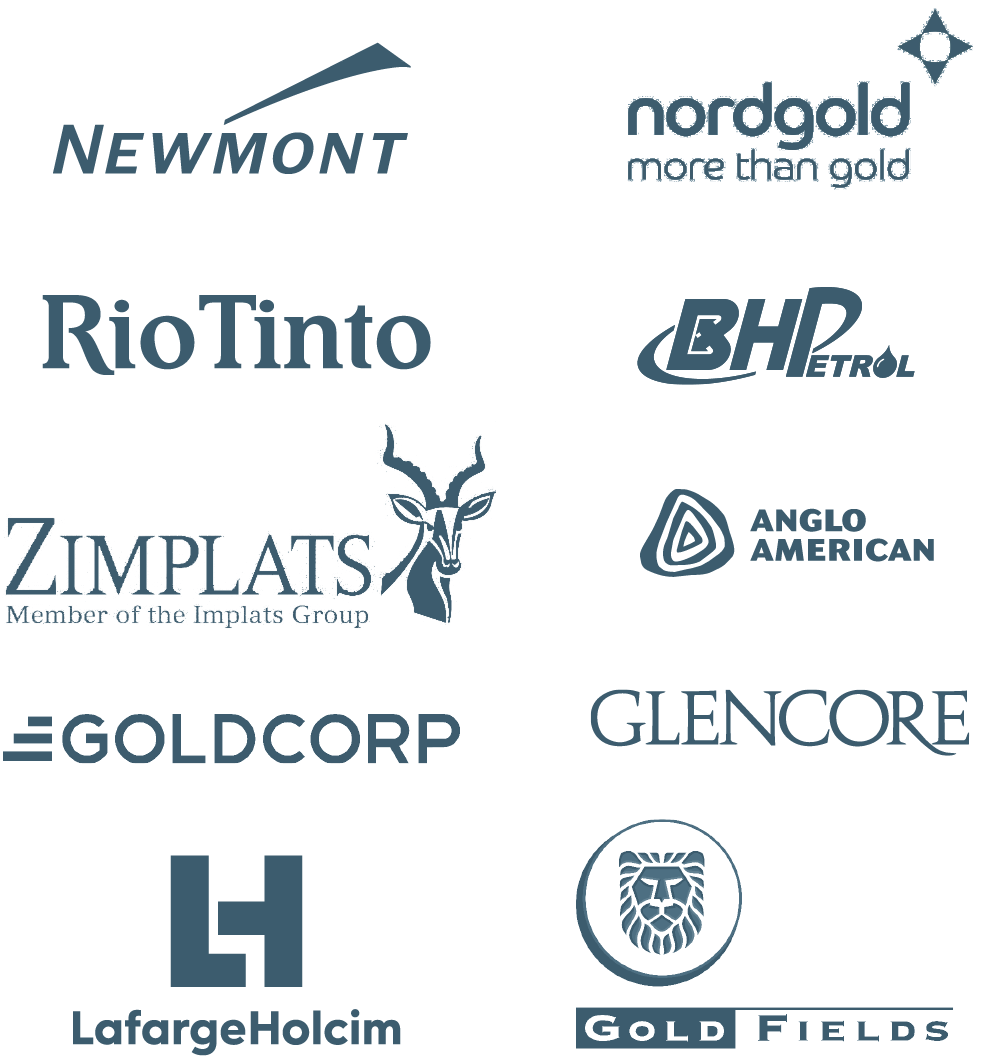 NEWMONT
nordgold
more than gold
RioTinto
BHPETROL
ZIMPLATS
Member of the Implats Group
ANGLO
AMERICAN
GOLDCORP
GLENCORE
LH
LafargeHolcim
GOLD FIELDS